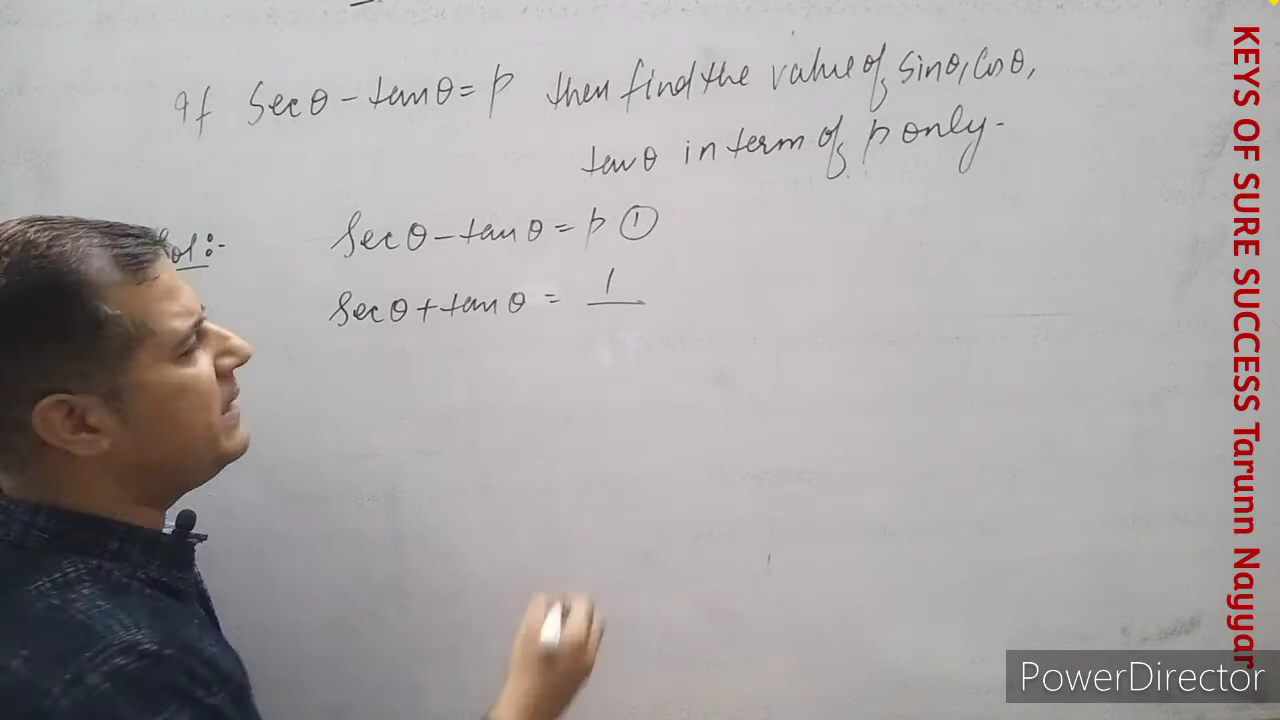 If Secθ - tanθ = p then find the value of sinθ, Cosθ,
tanθ in term of p only.
Sol:-
Secθ - tanθ = p ①
Secθ + tanθ = 1/
KEYS OF SURE SUCCESS Tarunn Nayyar
PowerDirector